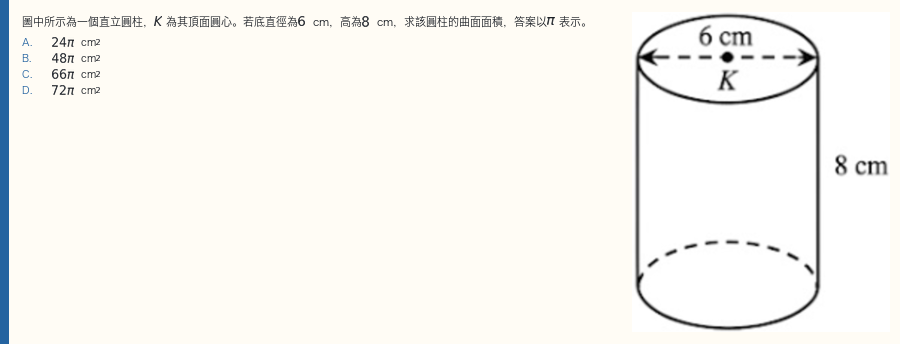 圖中所示為一個直立圓柱，K 為其頂面圓心。若底直徑為6 cm，高為8 cm，求該圓柱的曲面面積，答案以π 表示。
A. 24π cm²
B. 48π cm²
C. 66π cm²
D. 72π cm²
6 cm
K
8 cm